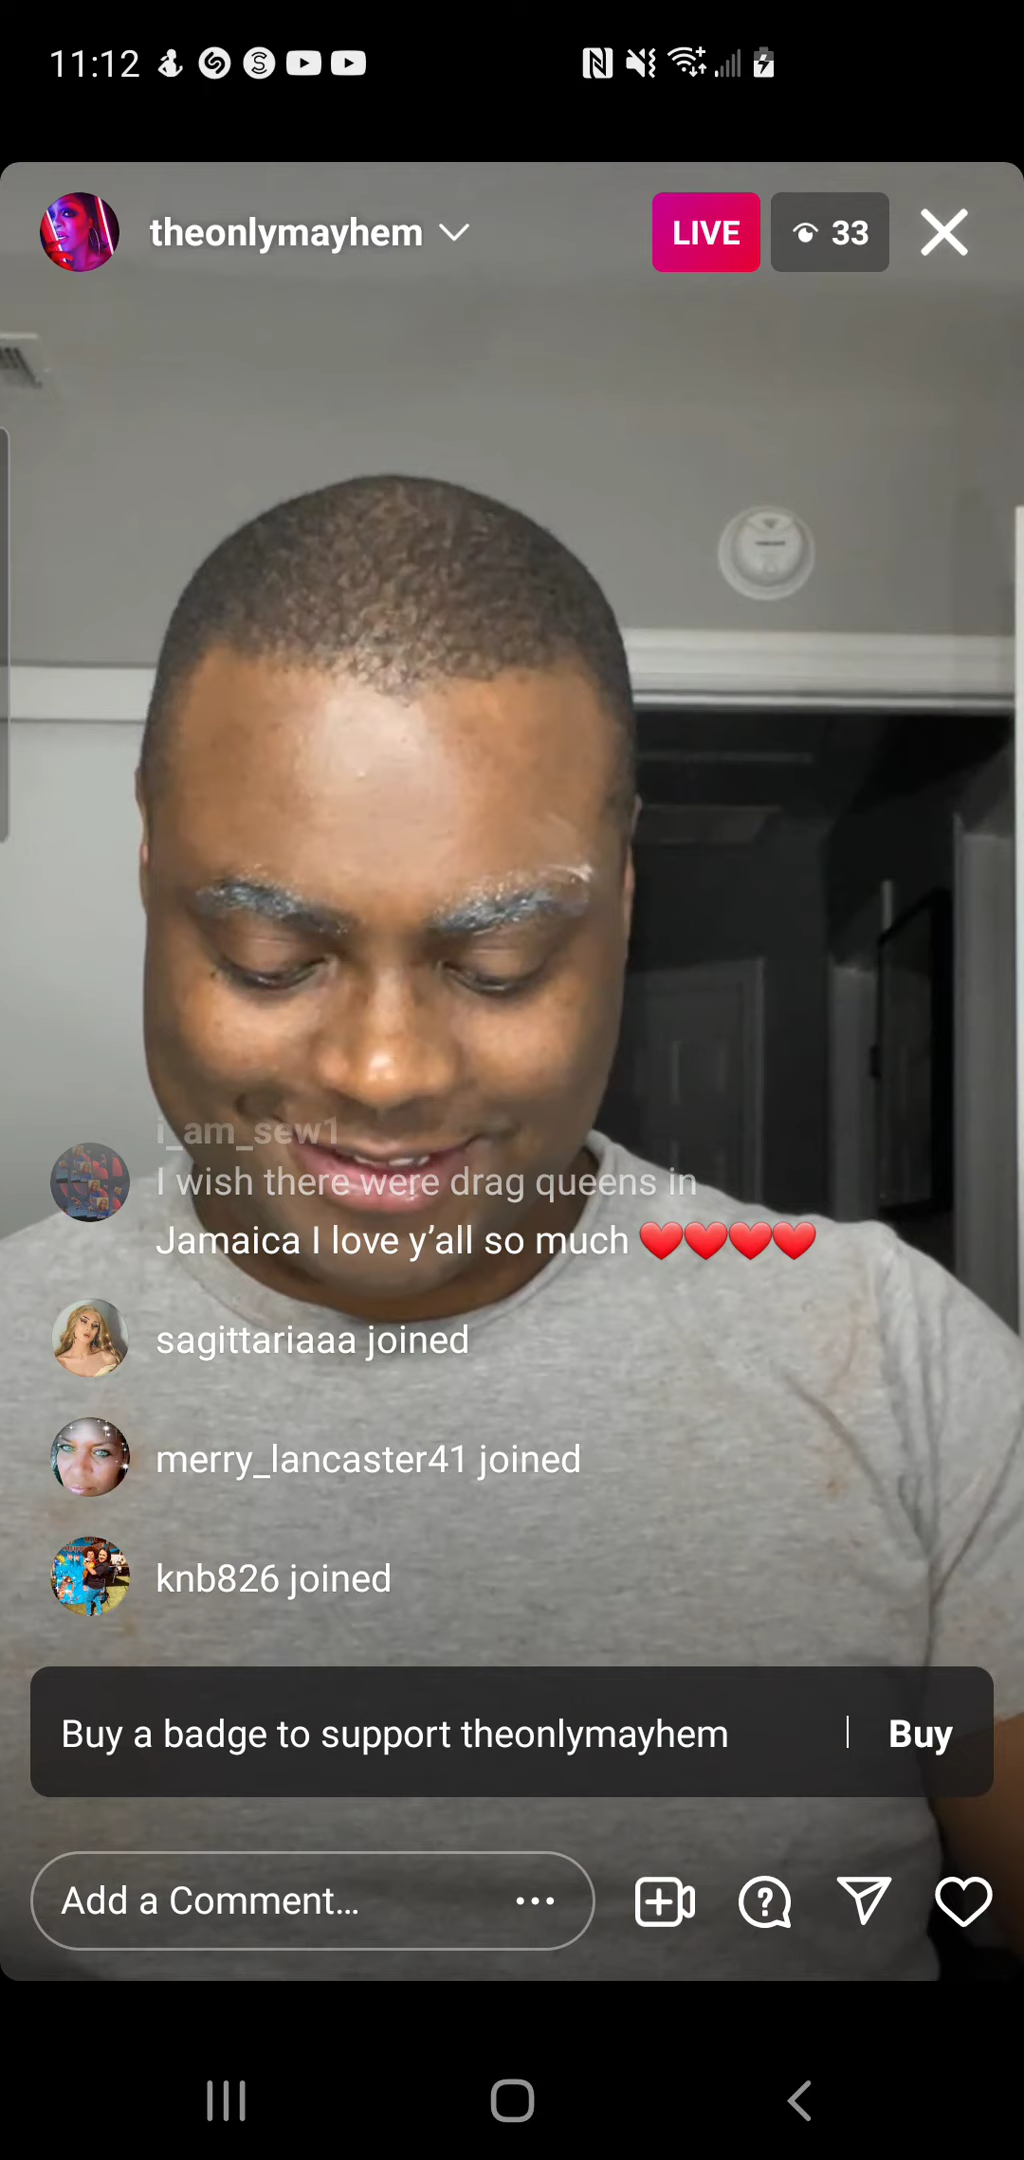 11:12
theonlymayhem
LIVE
33
i_am_sew1
I wish there were drag queens in
Jamaica I love y’all so much ❤️❤️❤️❤️
sagittariaaa joined
merry_lancaster41 joined
knb826 joined
Buy a badge to support theonlymayhem | Buy
Add a Comment...